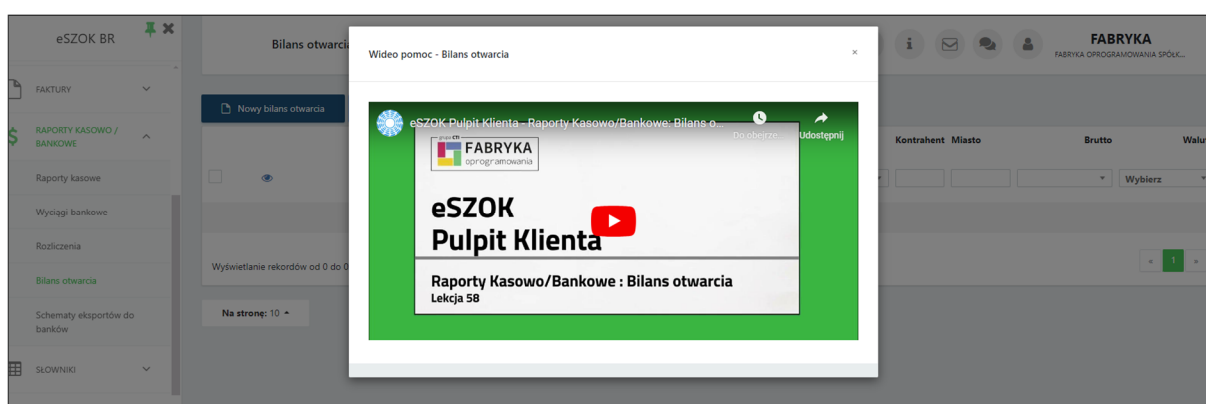 eSZOK BR
FAKTURY
RAPORTY KASOWO /
BANKOWE
Raporty kasowe
Wyciągi bankowe
Rozliczenia
Bilans otwarcia
Schematy eksportów do
banków
SŁOWNIKI
Bilans otwarci
FABRYKA
FABRYKA OPROGRAMOWANIA SPÓŁK...
Nowy bilans otwarcia
Kontrahent Miasto Brutto Walu
Wybierz
Wyświetlanie rekordów od 0 do 0
« 1 »
Na stronę: 10
Wideo pomoc - Bilans otwarcia ×
eSZOK Pulpit Klienta - Raporty Kasowo/Bankowe: Bilans o...
Do obejrze...
Udostępnij
grupa CTI
FABRYKA
oprogramowania
eSZOK
Pulpit Klienta
Raporty Kasowo/Bankowe : Bilans otwarcia
Lekcja 58